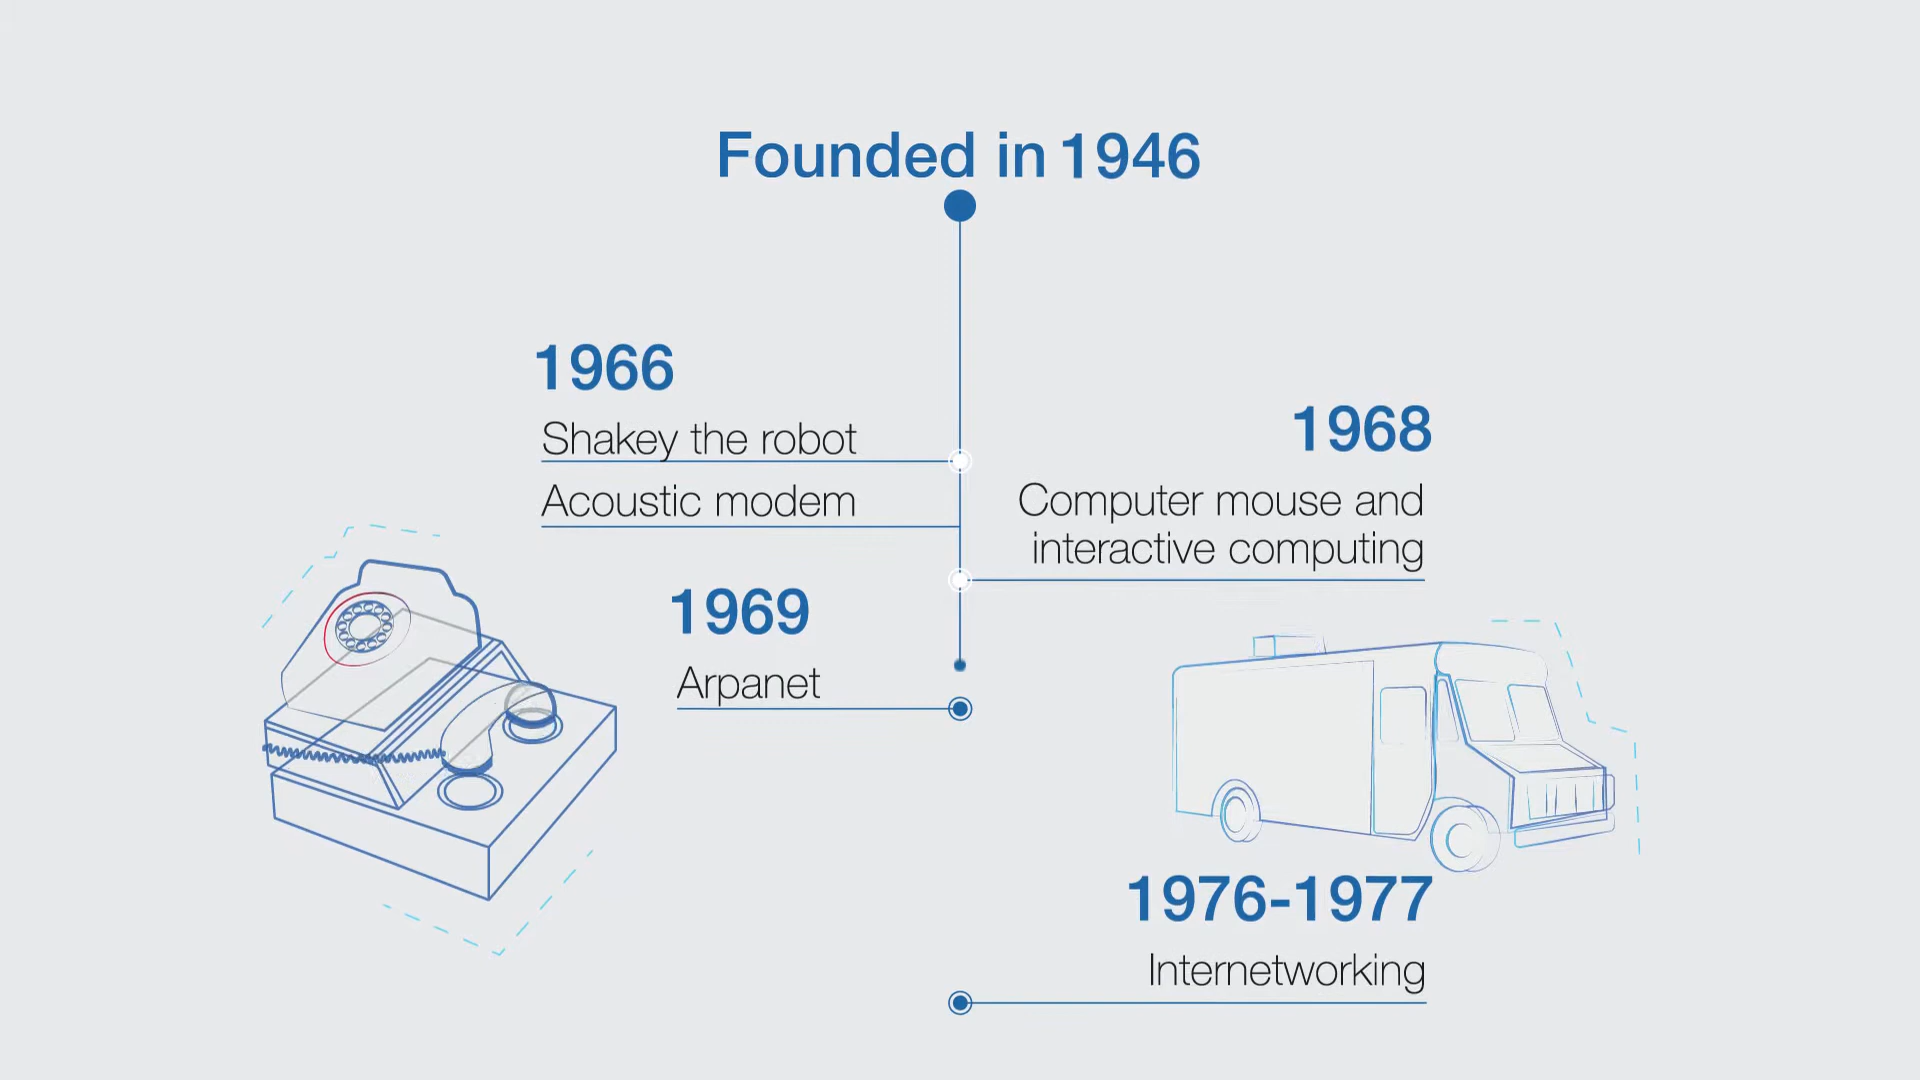 Founded in 1946
1966
Shakey the robot
Acoustic modem
1968
Computer mouse and
interactive computing
1969
Arpanet
1976-1977
Internetworking